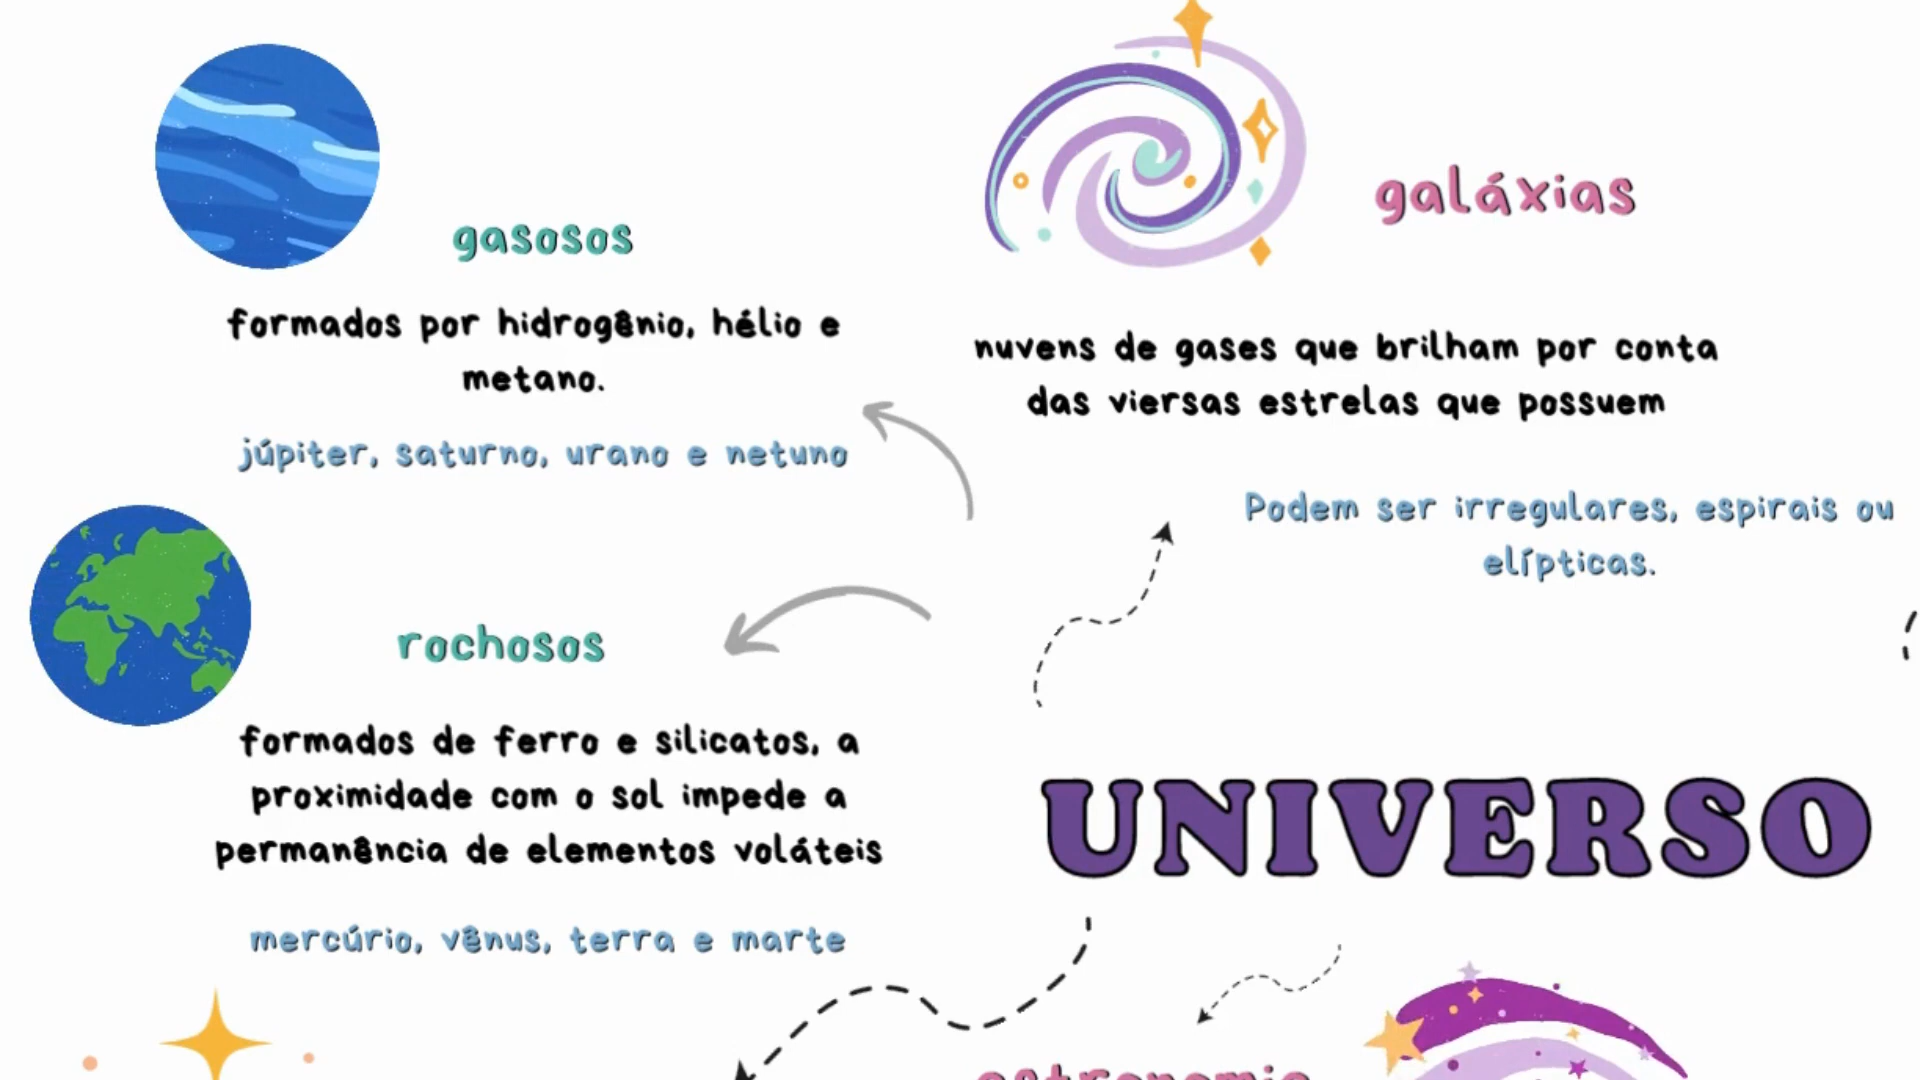 gasosos
formados por hidrogênio, hélio e
metano.
júpiter, saturno, urano e netuno
galáxias
nuvens de gases que brilham por conta
das viersas estrelas que possuem
Podem ser irregulares, espirais ou
elípticas.
rochosos
formados de ferro e silicatos, a
proximidade com o sol impede a
permanência de elementos voláteis
mercúrio, vênus, terra e marte
UNIVERSO